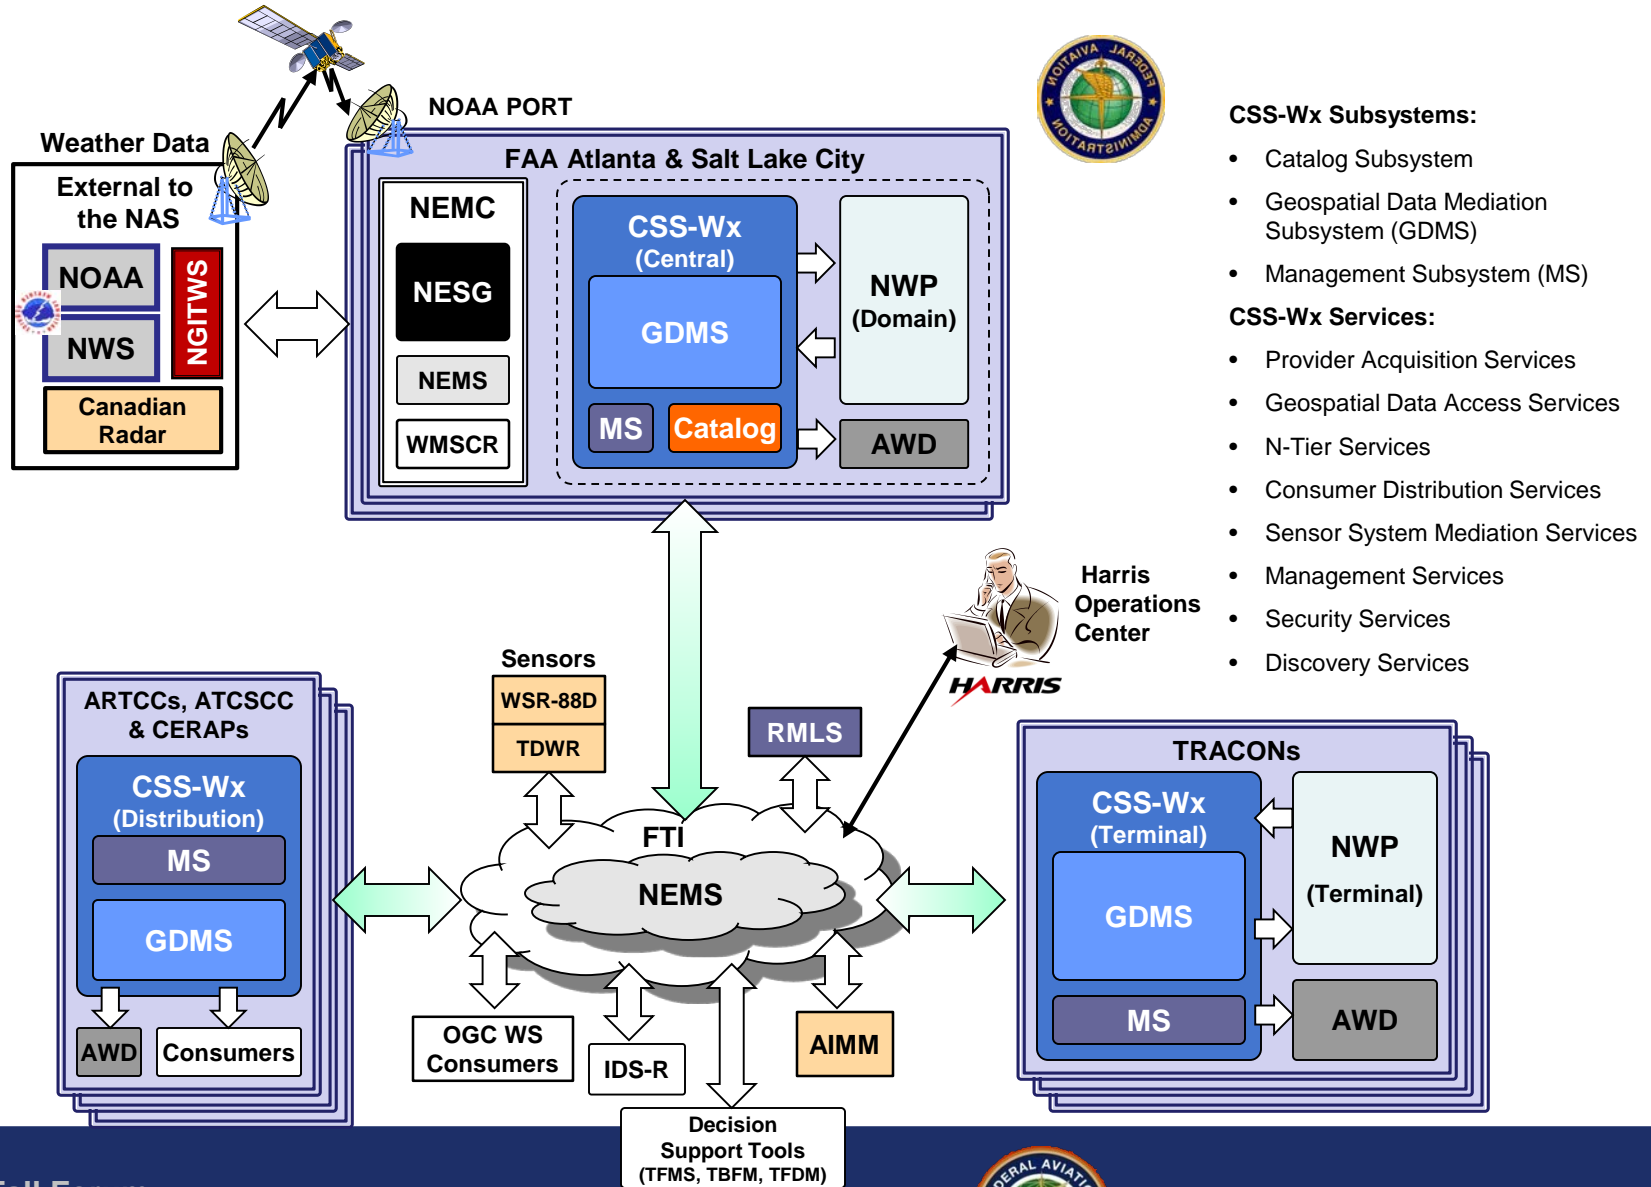 NOAA PORT
Weather Data
External to
the NAS
NOAA
NWS
NGITWS
Canadian
Radar
FAA Atlanta & Salt Lake City
NEMC
NESG
NEMS
WMSCR
CSS-Wx
(Central)
GDMS
MS
Catalog
NWP
(Domain)
AWD
FEDERAL AVIATION
ADMINISTRATION
CSS-Wx Subsystems:
• Catalog Subsystem
• Geospatial Data Mediation
Subsystem (GDMS)
• Management Subsystem (MS)
CSS-Wx Services:
• Provider Acquisition Services
• Geospatial Data Access Services
• N-Tier Services
• Consumer Distribution Services
• Sensor System Mediation Services
• Management Services
• Security Services
• Discovery Services
Harris
Operations
Center
HARRIS
Sensors
WSR-88D
TDWR
RMLS
ARTCCs, ATCSCC
& CERAPs
CSS-Wx
(Distribution)
MS
GDMS
AWD
Consumers
FTI
NEMS
OGC WS
Consumers
IDS-R
AIMM
Decision
Support Tools
(TFMS, TBFM, TFDM)
TRACONs
CSS-Wx
(Terminal)
GDMS
MS
NWP
(Terminal)
AWD